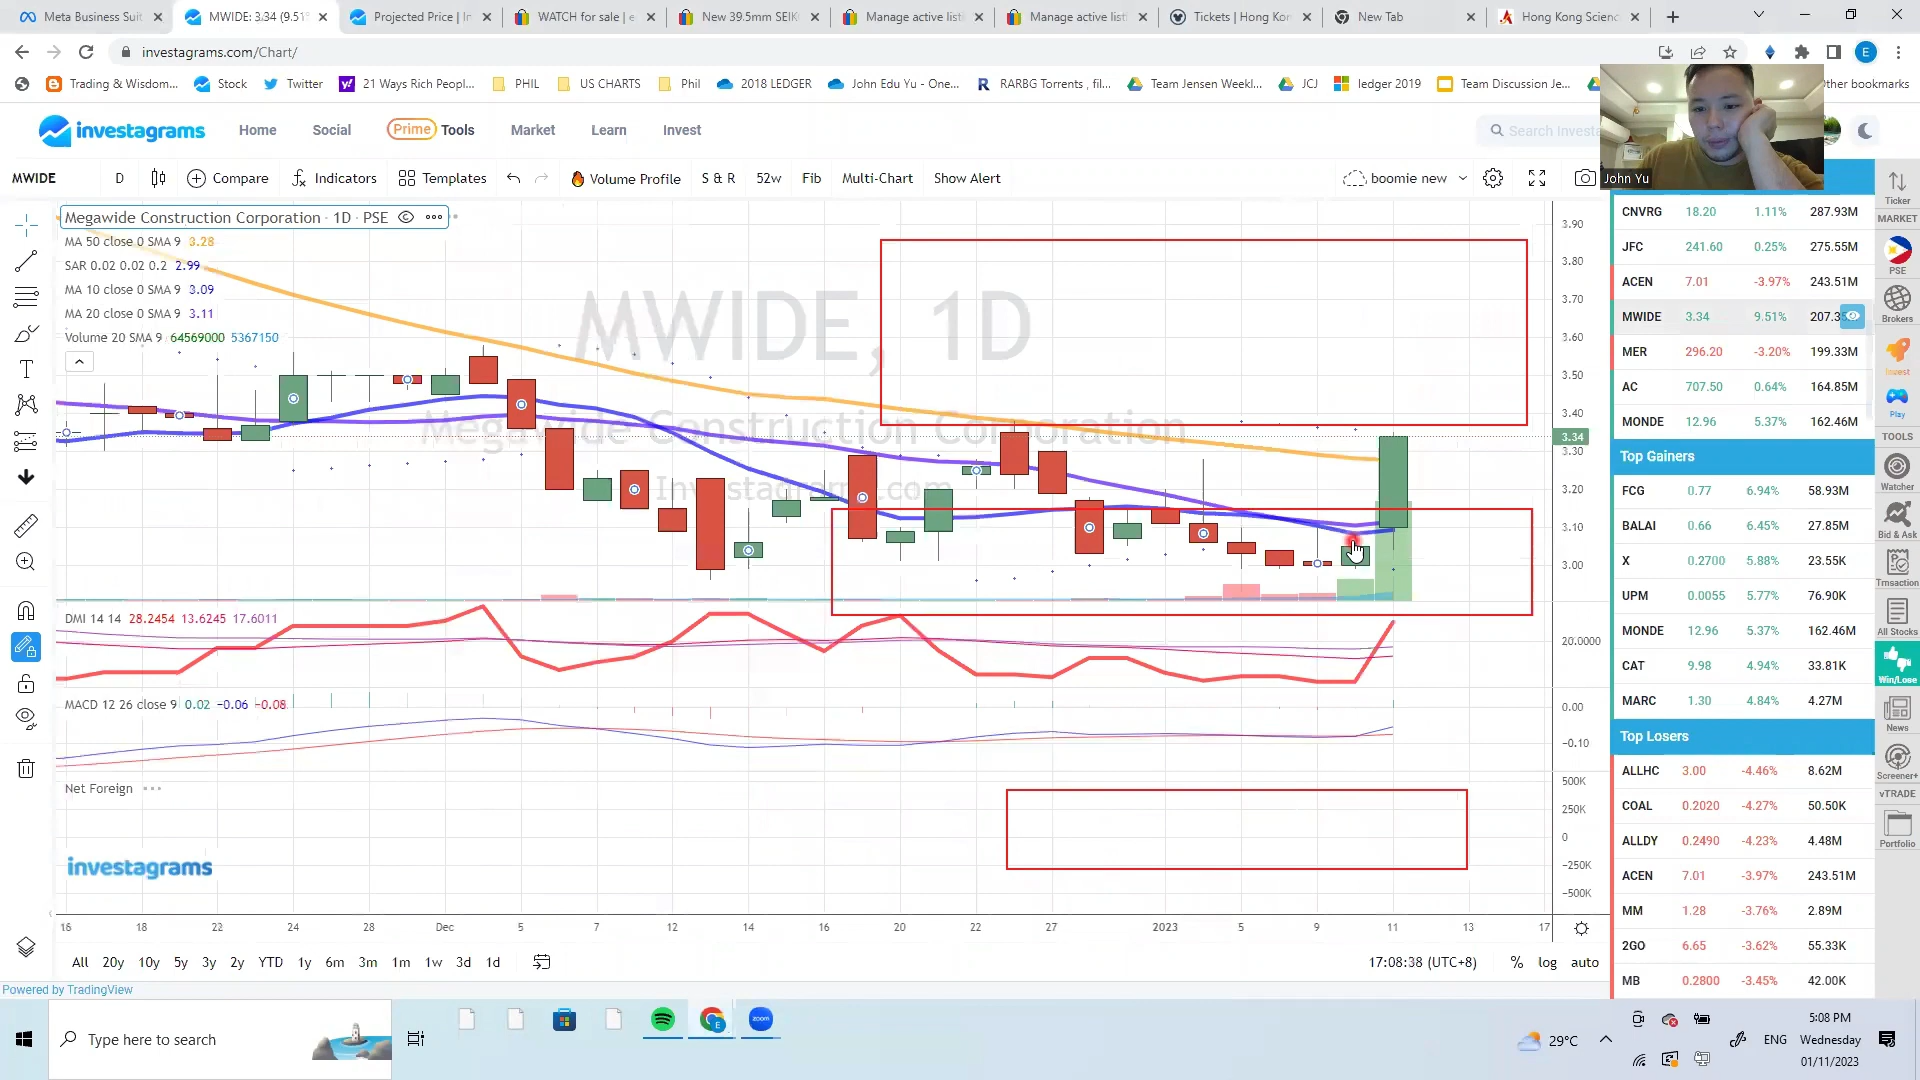 Meta Business Suit
MWIDE: 3.34 (9.51
Projected Price | In
WATCH for sale | e
New 39.5mm SEIK
Manage active listi
Manage active listi
Tickets | Hong Kon
New Tab
Hong Kong Scienc
investagrams.com/Chart/
E
Trading & Wisdom...
Stock
Twitter
21 Ways Rich Peopl...
PHIL
US CHARTS
Phil
2018 LEDGER
John Edu Yu - One...
RARBG Torrents , fil...
Team Jensen Weekl...
JCJ
ledger 2019
Team Discussion Je...
Other bookmarks
investagrams
Home
Social
Prime Tools
Market
Learn
Invest
Search Investa
John Yu
MWIDE
D
Compare
Indicators
Templates
Volume Profile
S & R
52w
Fib
Multi-Chart
Show Alert
boomie new
Megawide Construction Corporation · 1D · PSE
MA 50 close 0 SMA 9 3.28
SAR 0.02 0.02 0.2 2.99
MA 10 close 0 SMA 9 3.09
MA 20 close 0 SMA 9 3.11
Volume 20 SMA 9 64569000 5367150
MWIDE, 1D
Megawide Construction Corporation
Investagrams.com
3.90
3.80
3.70
3.60
3.50
3.40
3.34
3.30
3.20
3.10
3.00
DMI 14 14 28.2454 13.6245 17.6011
20.0000
MACD 12 26 close 9 0.02 −0.06 −0.08
0.00
−0.10
Net Foreign
500K
250K
0
−250K
−500K
investagrams
16 18 22 24 28 Dec 5 7 12 14 16 20 22 27 2023 5 9 11 13 17
All 20y 10y 5y 3y 2y YTD 1y 6m 3m 1m 1w 3d 1d
17:08:38 (UTC+8)
% log auto
Powered by TradingView
CNVRG 18.20 1.11% 287.93M
JFC 241.60 0.25% 275.55M
ACEN 7.01 -3.97% 243.51M
MWIDE 3.34 9.51% 207.35
MER 296.20 -3.20% 199.33M
AC 707.50 0.64% 164.85M
MONDE 12.96 5.37% 162.46M
Top Gainers
FCG 0.77 6.94% 58.93M
BALAI 0.66 6.45% 27.85M
X 0.2700 5.88% 23.55K
UPM 0.0055 5.77% 76.90K
MONDE 12.96 5.37% 162.46M
CAT 9.98 4.94% 33.81K
MARC 1.30 4.84% 4.27M
Top Losers
ALLHC 3.00 -4.46% 8.62M
COAL 0.2020 -4.27% 50.50K
ALLDY 0.2490 -4.23% 4.48M
ACEN 7.01 -3.97% 243.51M
MM 1.28 -3.76% 2.89M
2GO 6.65 -3.62% 55.33K
MB 0.2800 -3.45% 42.00K
Ticker
MARKET
PSE
Brokers
Invest
Play
TOOLS
Watcher
Bid & Ask
Trnsaction
All Stocks
Win/Lose
News
Screener+
vTRADE
Portfolio
Type here to search
zoom
29°C
ENG
5:08 PM
Wednesday
01/11/2023